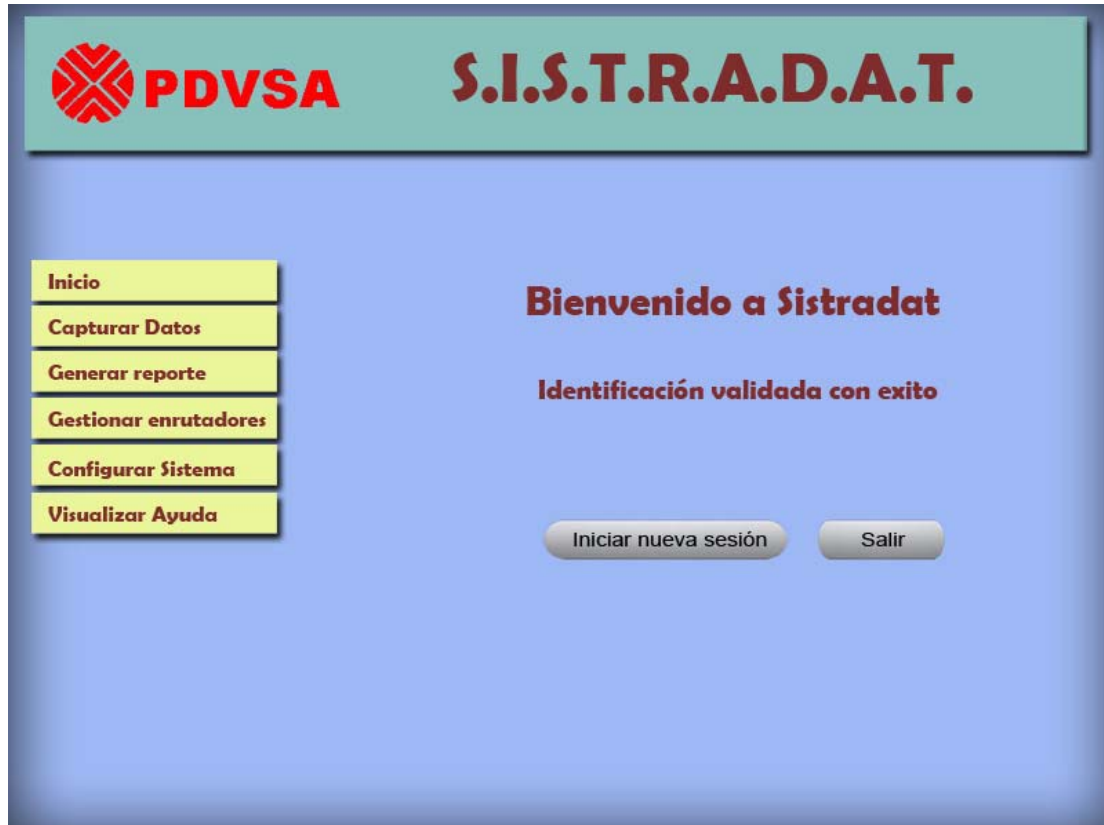 PDVSA
S.I.S.T.R.A.D.A.T.
Inicio
Capturar Datos
Generar reporte
Gestionar enrutadores
Configurar Sistema
Visualizar Ayuda
Bienvenido a Sistradat
Identificación validada con exito
Iniciar nueva sesión
Salir